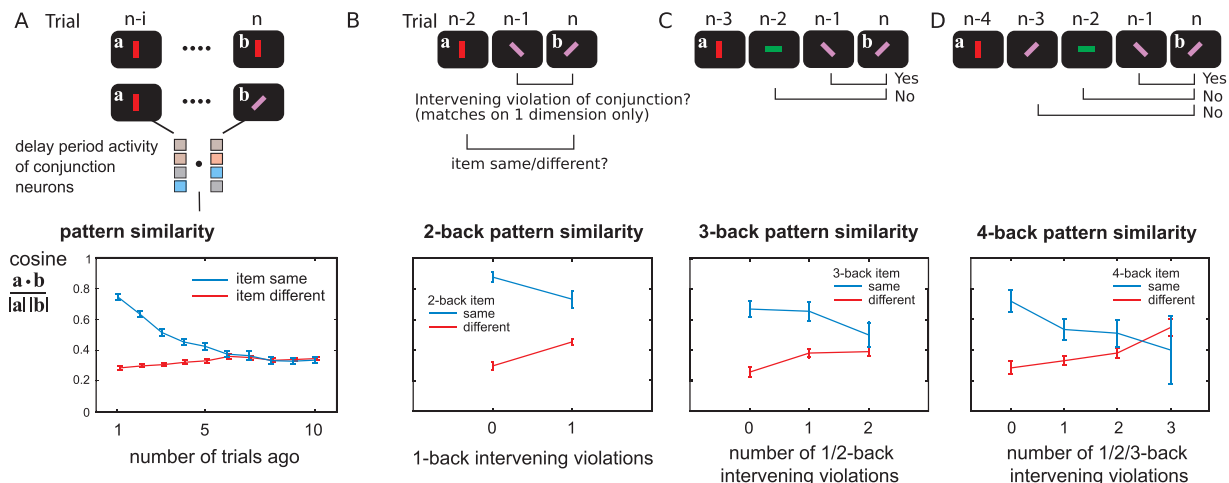 A Trial n-i n
a b
a b
delay period activity
of conjunction
neurons
pattern similarity
cosine
a • b
|a| |b|
item same
item different
1
0.8
0.6
0.4
0.2
0
1 5 10
number of trials ago
B Trial n-2 n-1 n
a b
Intervening violation of conjunction?
(matches on 1 dimension only)
item same/different?
2-back pattern similarity
2-back item
same
different
0 1
1-back intervening violations
C n-3 n-2 n-1 n
a b
Yes
No
3-back pattern similarity
3-back item
same
different
0 1 2
number of 1/2-back
intervening violations
D n-4 n-3 n-2 n-1 n
a b
Yes
No
No
4-back pattern similarity
4-back item
same
different
0 1 2 3
number of 1/2/3-back
intervening violations